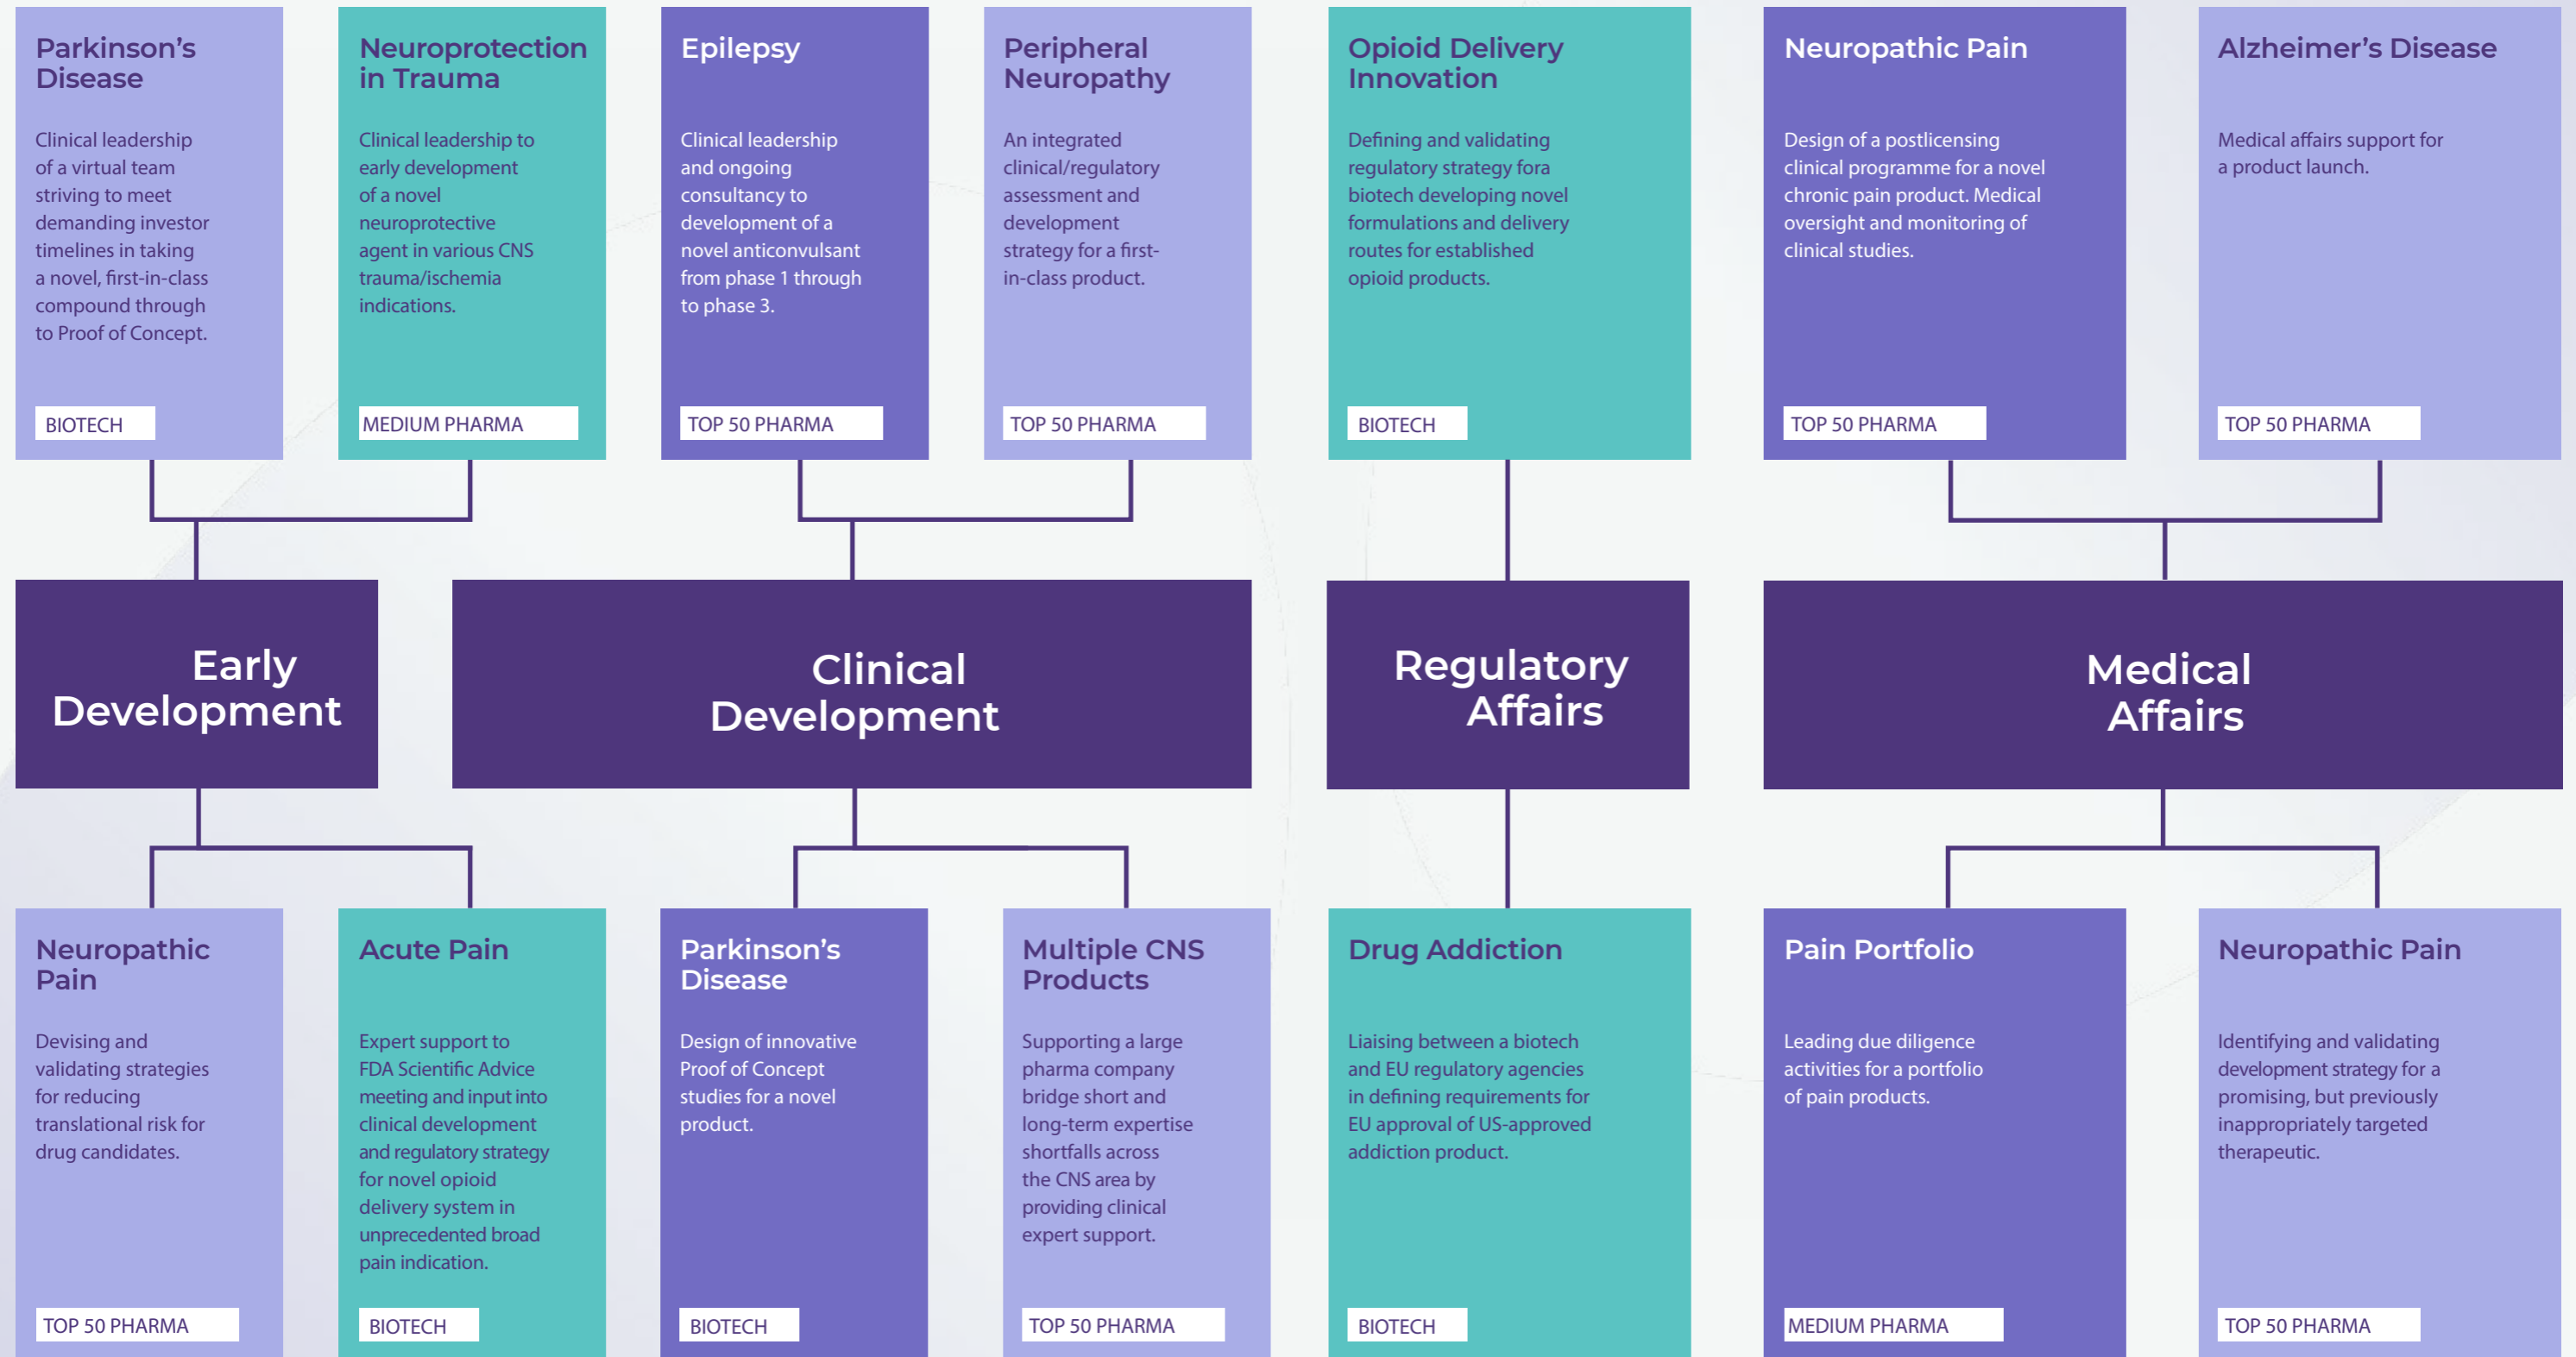 Parkinson's
Disease
Clinical leadership
of a virtual team
striving to meet
demanding investor
timelines in taking
a novel, first-in-class
compound through
to Proof of Concept.
BIOTECH
Neuroprotection
in Trauma
Clinical leadership to
early development
of a novel
neuroprotective
agent in various CNS
trauma/ischemia
indications.
MEDIUM PHARMA
Epilepsy
Clinical leadership
and ongoing
consultancy to
development of a
novel anticonvulsant
from phase 1 through
to phase 3.
TOP 50 PHARMA
Peripheral
Neuropathy
An integrated
clinical/regulatory
assessment and
development
strategy for a first-
in-class product.
TOP 50 PHARMA
Opioid Delivery
Innovation
Defining and validating
regulatory strategy fora
biotech developing novel
formulations and delivery
routes for established
opioid products.
BIOTECH
Neuropathic Pain
Design of a postlicensing
clinical programme for a novel
chronic pain product. Medical
oversight and monitoring of
clinical studies.
TOP 50 PHARMA
Alzheimer's Disease
Medical affairs support for
a product launch.
TOP 50 PHARMA
Early
Development
Clinical
Development
Regulatory
Affairs
Medical
Affairs
Neuropathic
Pain
Devising and
validating strategies
for reducing
translational risk for
drug candidates.
TOP 50 PHARMA
Acute Pain
Expert support to
FDA Scientific Advice
meeting and input into
clinical development
and regulatory strategy
for novel opioid
delivery system in
unprecedented broad
pain indication.
BIOTECH
Parkinson's
Disease
Design of innovative
Proof of Concept
studies for a novel
product.
BIOTECH
Multiple CNS
Products
Supporting a large
pharma company
bridge short and
long-term expertise
shortfalls across
the CNS area by
providing clinical
expert support.
TOP 50 PHARMA
Drug Addiction
Liaising between a biotech
and EU regulatory agencies
in defining requirements for
EU approval of US-approved
addiction product.
BIOTECH
Pain Portfolio
Leading due diligence
activities for a portfolio
of pain products.
MEDIUM PHARMA
Neuropathic Pain
Identifying and validating
development strategy for a
promising, but previously
inappropriately targeted
therapeutic.
TOP 50 PHARMA